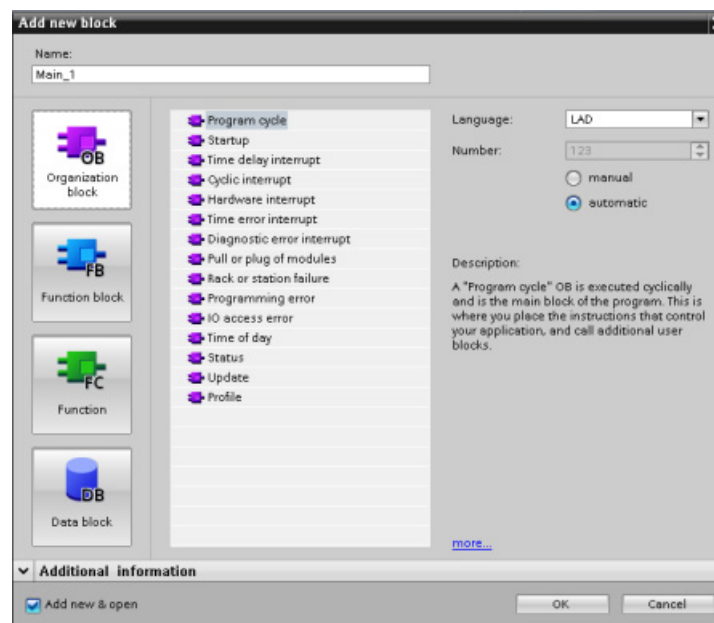 Add new block
Name:
Main_1
OB
Organization
block
FB
Function block
FC
Function
DB
Data block
Program cycle
Startup
Time delay interrupt
Cyclic interrupt
Hardware interrupt
Time error interrupt
Diagnostic error interrupt
Pull or plug of modules
Rack or station failure
Programming error
IO access error
Time of day
Status
Update
Profile
Language:
LAD
Number:
123
manual
automatic
Description:
A "Program cycle" OB is executed cyclically
and is the main block of the program. This is
where you place the instructions that control
your application, and call additional user
blocks.
more...
Additional information
Add new & open
OK
Cancel